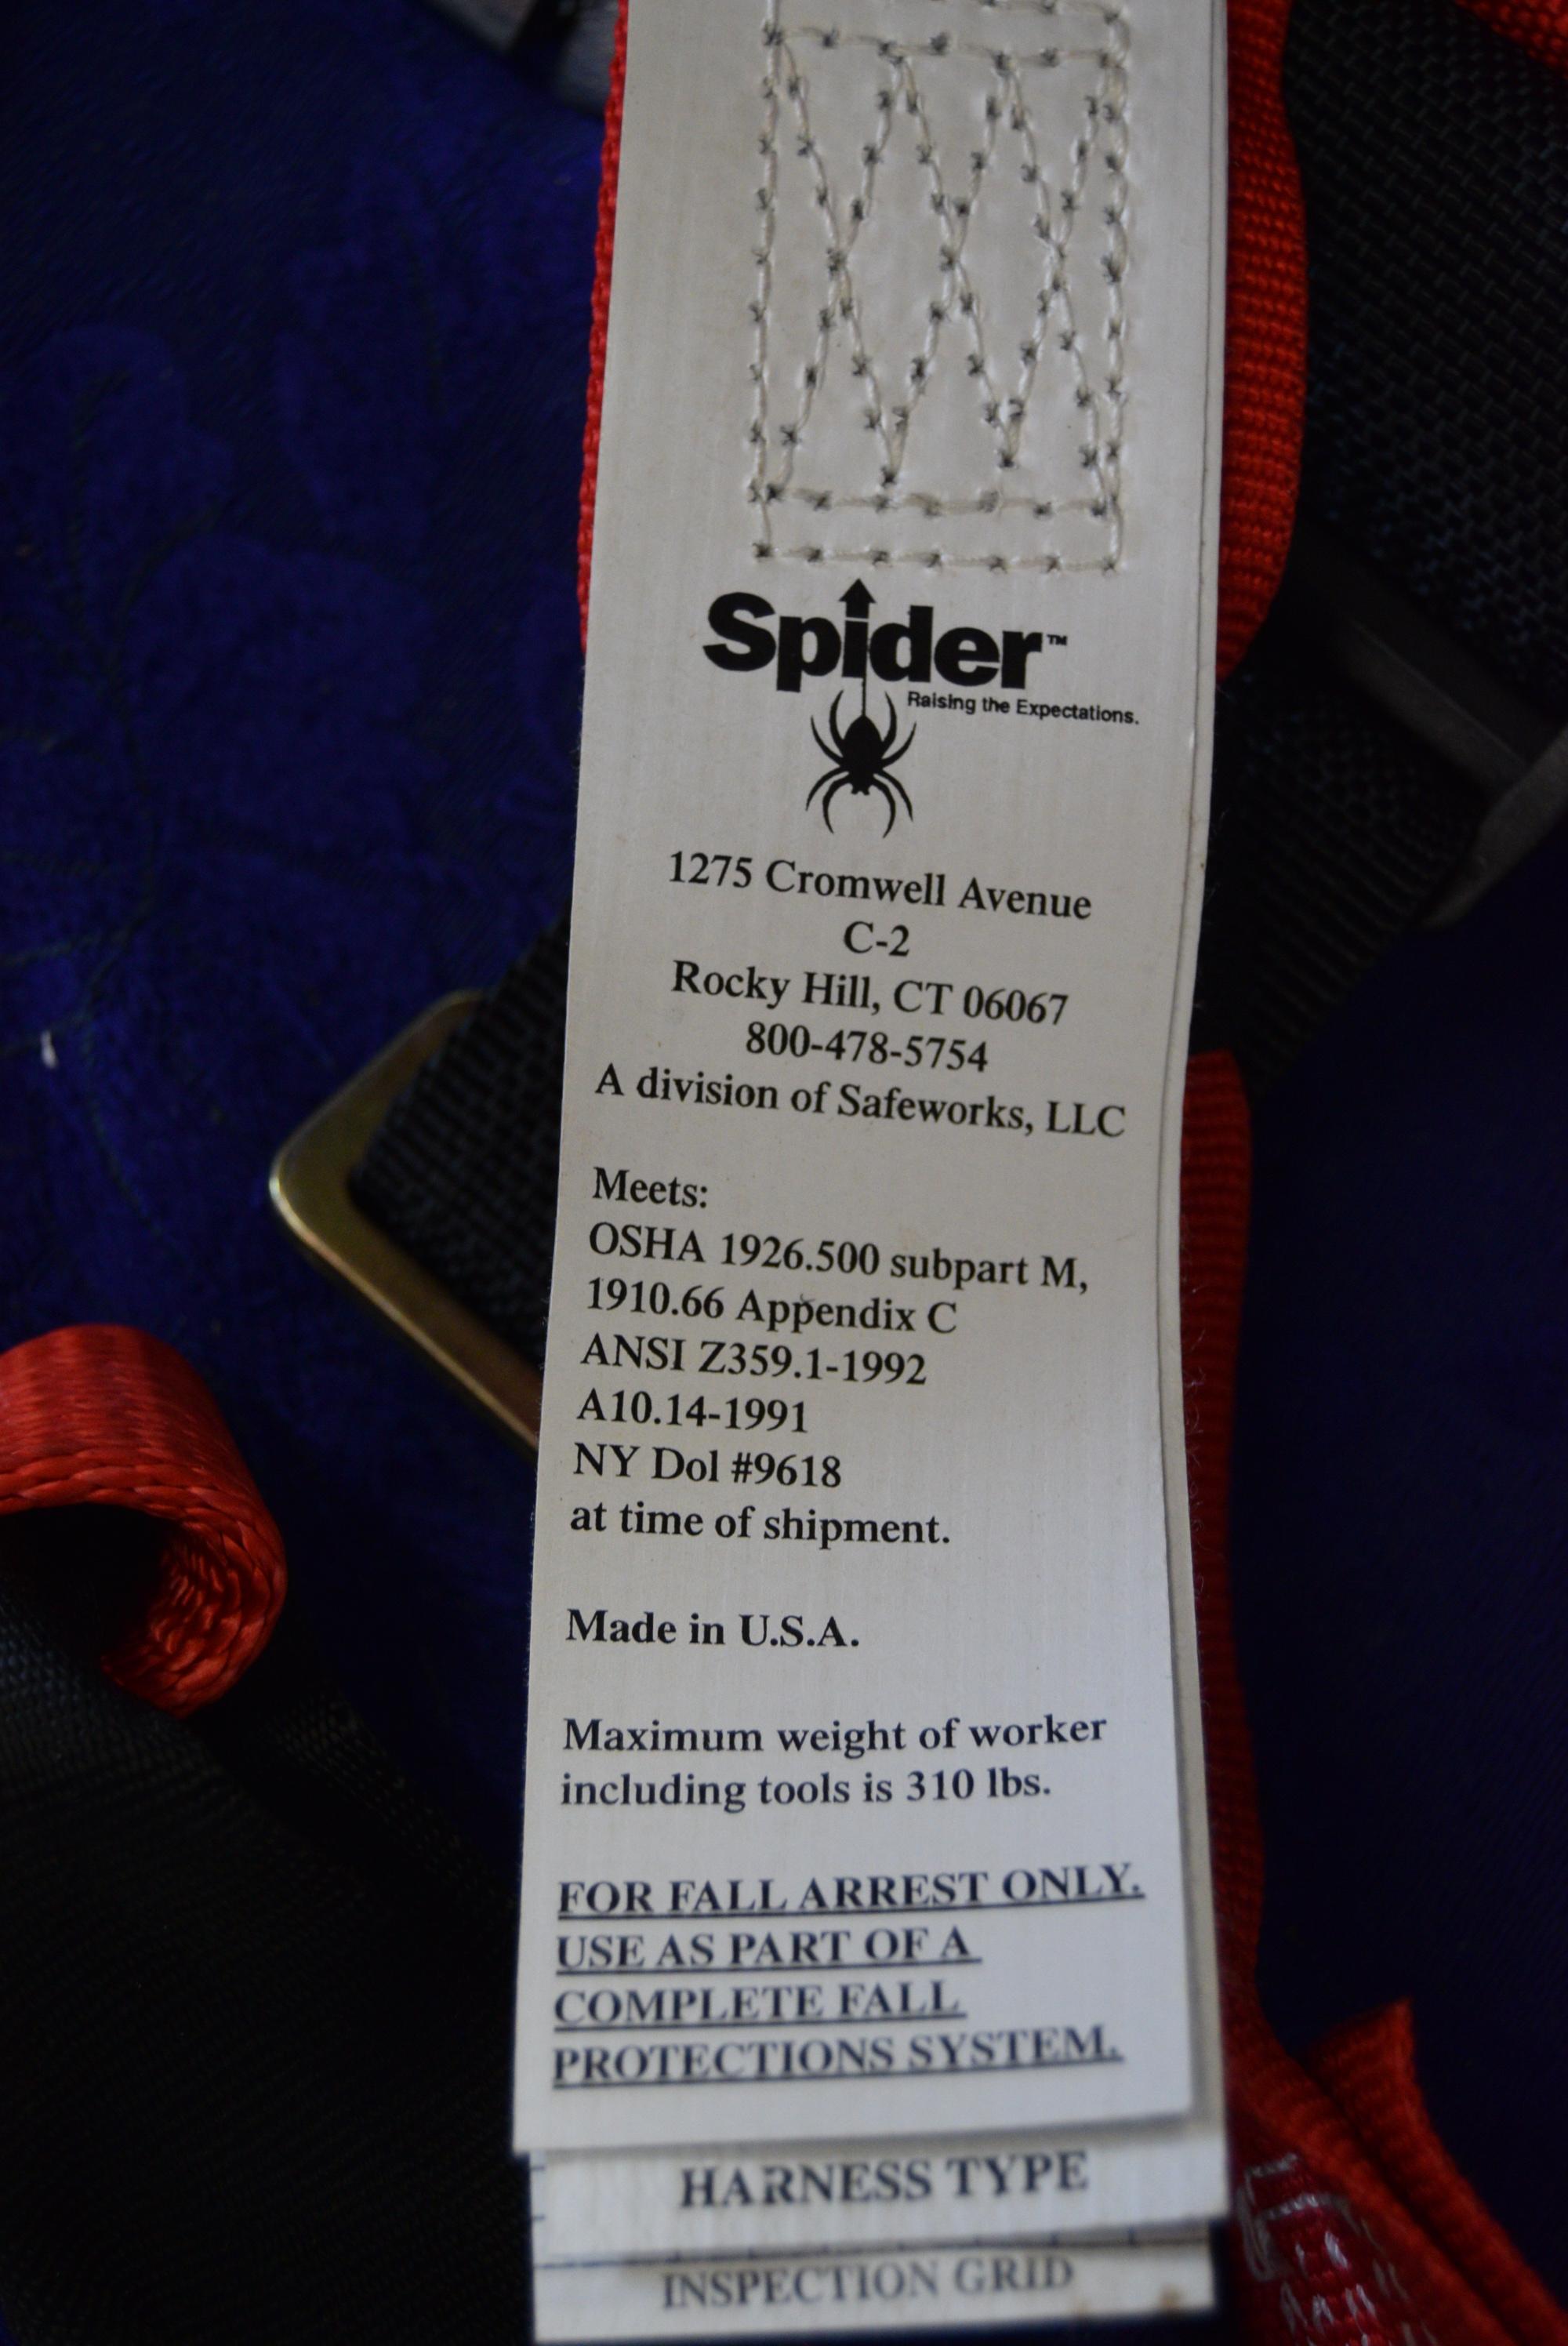 Spider™
Raising the Expectations.
1275 Cromwell Avenue
C-2
Rocky Hill, CT 06067
800-478-5754
A division of Safeworks, LLC
Meets:
OSHA 1926.500 subpart M,
1910.66 Appendix C
ANSI Z359.1-1992
A10.14-1991
NY Dol #9618
at time of shipment.
Made in U.S.A.
Maximum weight of worker
including tools is 310 lbs.
FOR FALL ARREST ONLY.
USE AS PART OF A
COMPLETE FALL
PROTECTIONS SYSTEM.
HARNESS TYPE
INSPECTION GRID